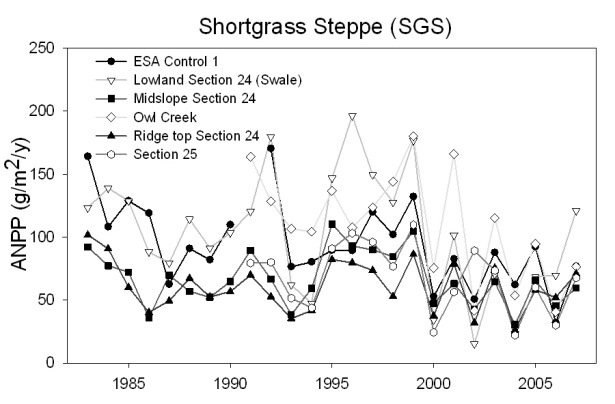 Shortgrass Steppe (SGS)
250
200
150
100
50
0
ANPP (g/m²/y)
ESA Control 1
Lowland Section 24 (Swale)
Midslope Section 24
Owl Creek
Ridge top Section 24
Section 25
1985
1990
1995
2000
2005